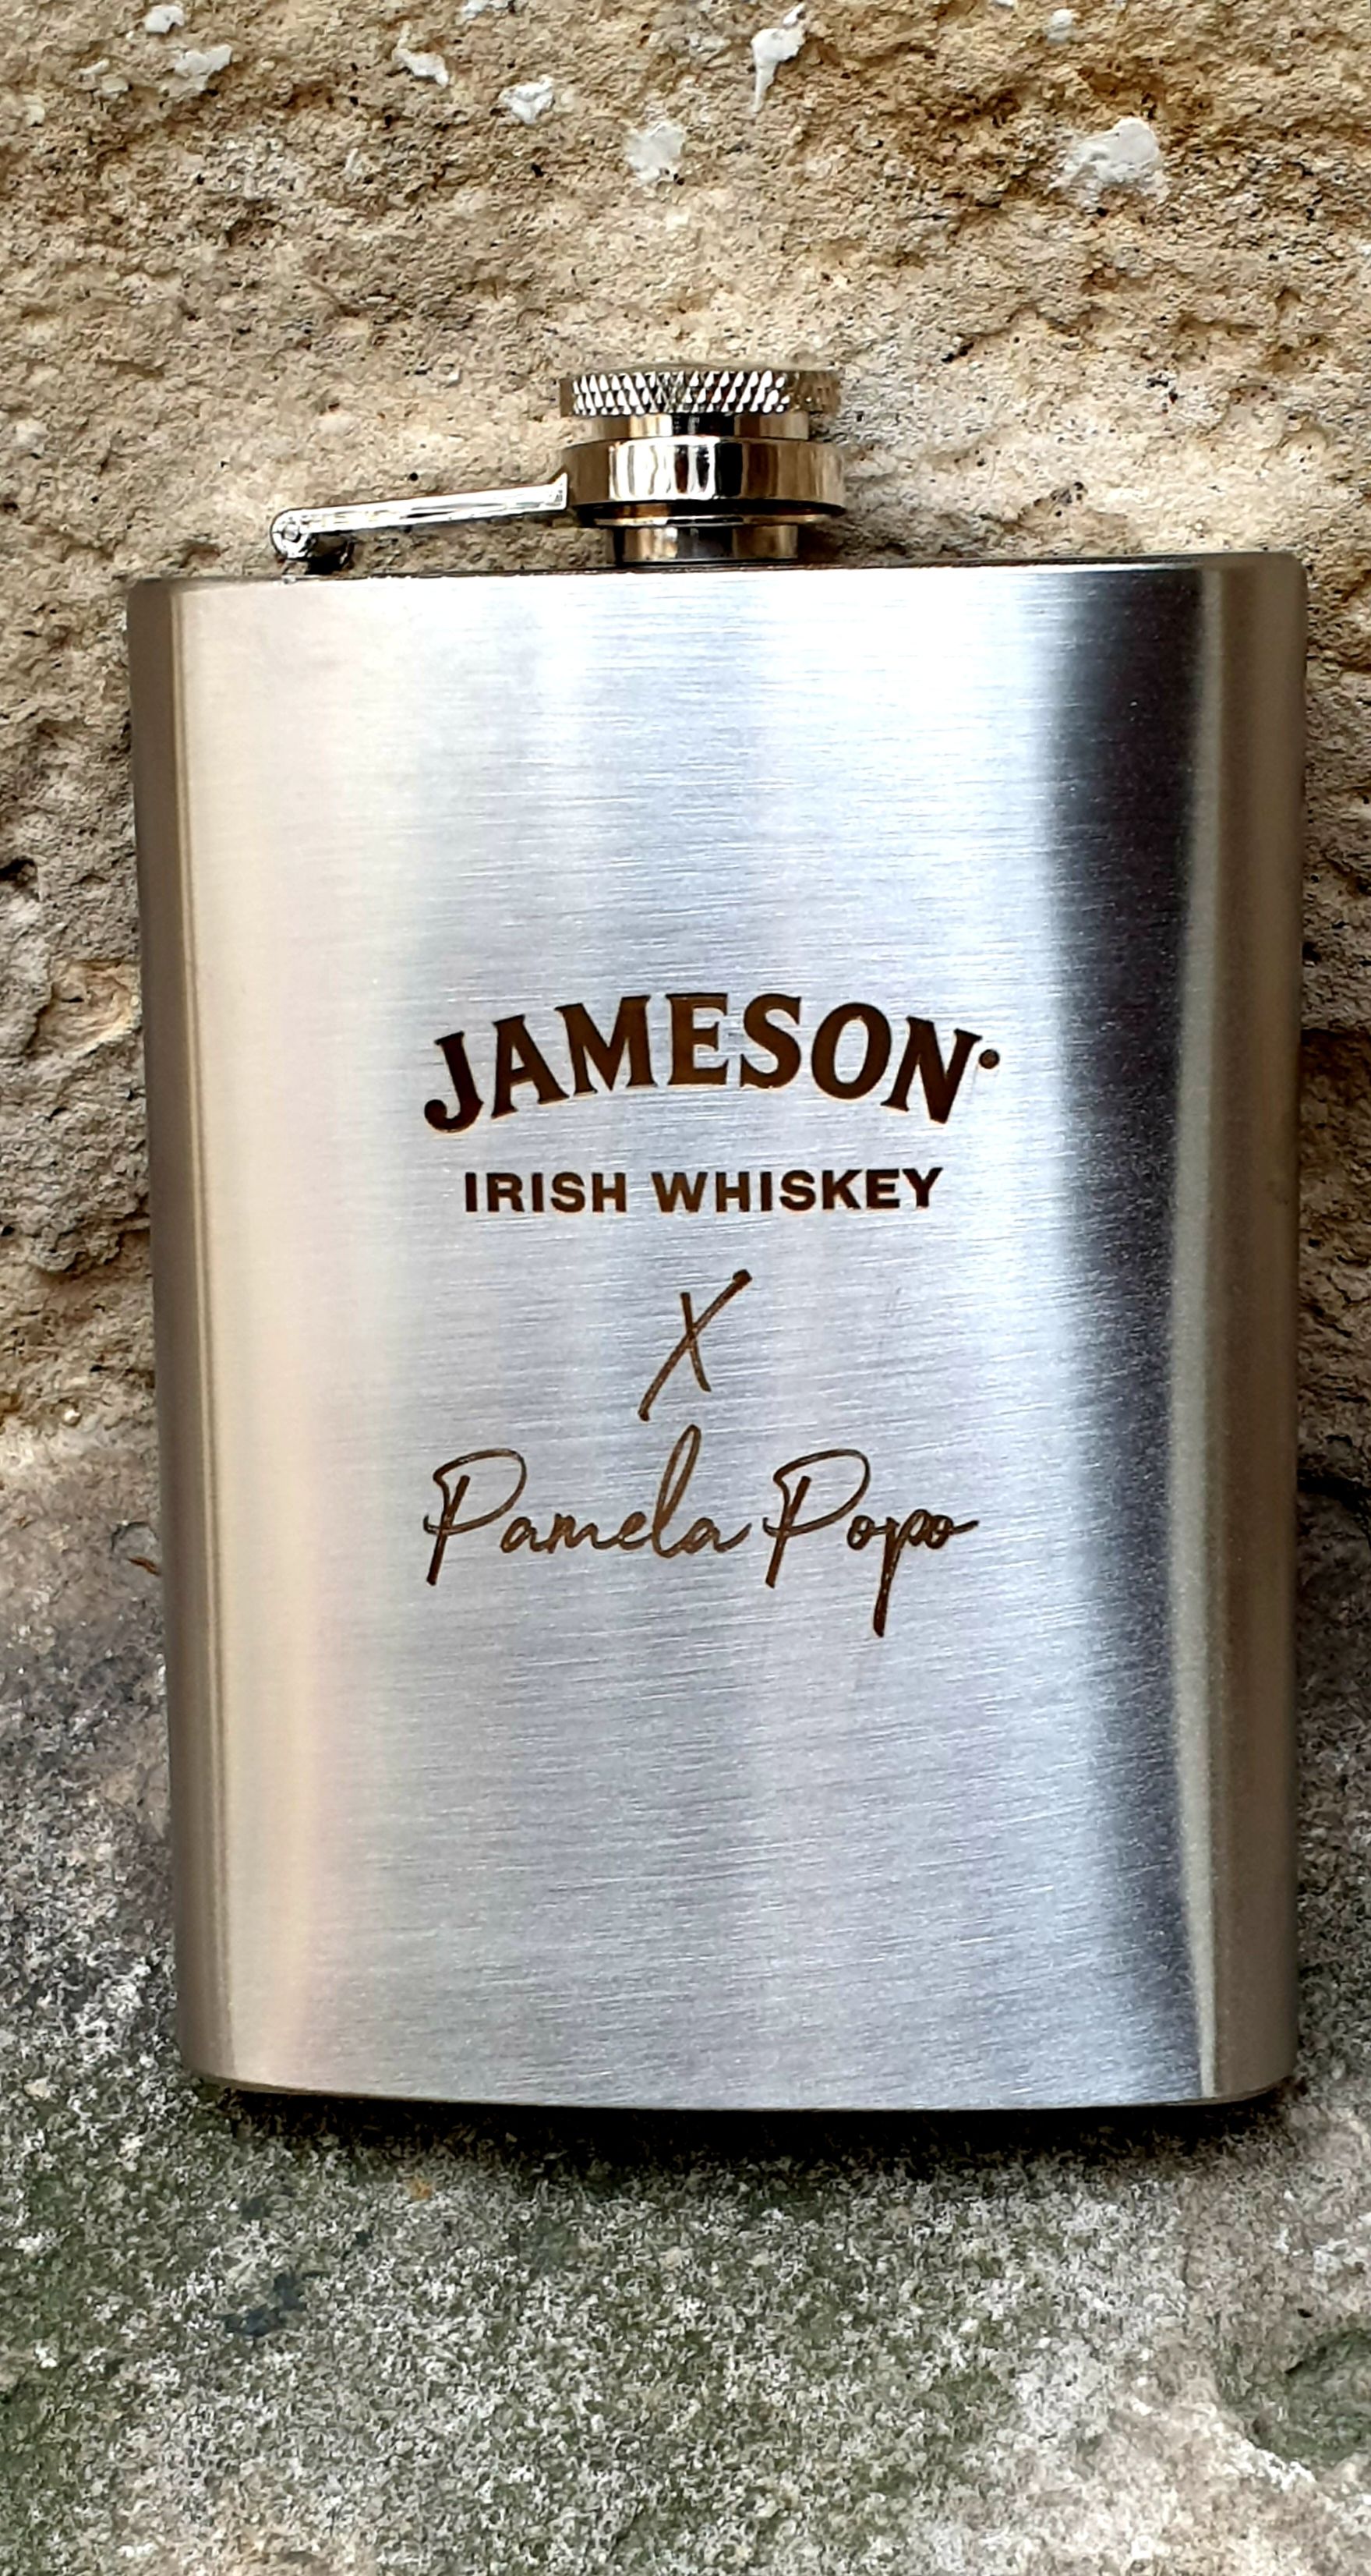 JAMESON
IRISH WHISKEY
X
Pamela Popo